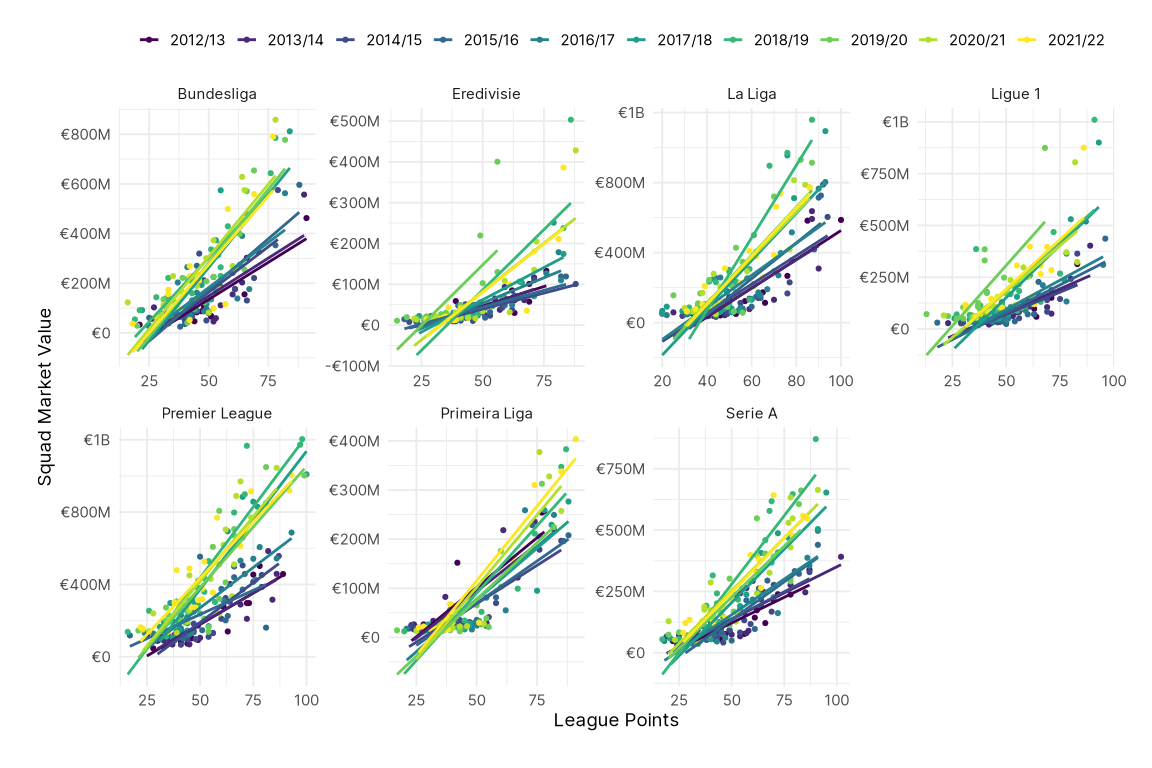 2012/13 2013/14 2014/15 2015/16 2016/17 2017/18 2018/19 2019/20 2020/21 2021/22
Bundesliga Eredivisie La Liga Ligue 1
€800M
€600M
€400M
€200M
€0
25 50 75
€500M
€400M
€300M
€200M
€100M
€0
-€100M
25 50 75
€1B
€800M
€400M
€0
20 40 60 80 100
€1B
€750M
€500M
€250M
€0
25 50 75 100
Premier League Primeira Liga Serie A
€1B
€800M
€400M
€0
25 50 75 100
€400M
€300M
€200M
€100M
€0
25 50 75
€750M
€500M
€250M
€0
25 50 75 100
Squad Market Value
League Points